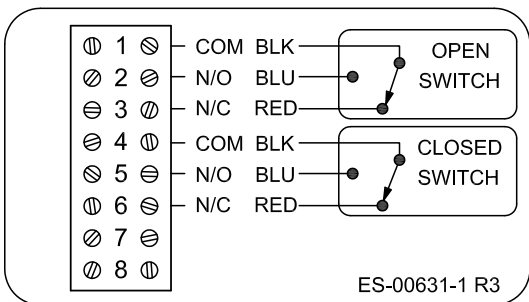 1 COM BLK
2 N/O BLU
3 N/C RED
OPEN
SWITCH
4 COM BLK
5 N/O BLU
6 N/C RED
CLOSED
SWITCH
7
8
ES-00631-1 R3